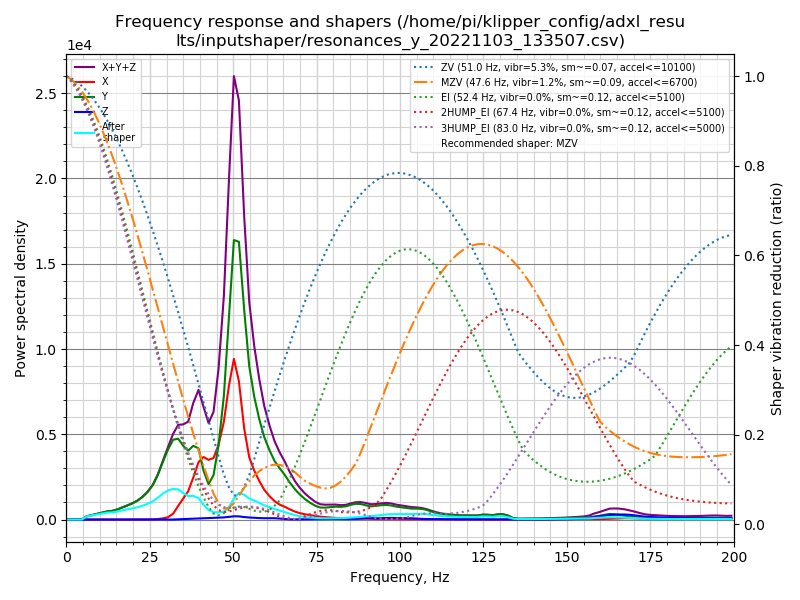 Frequency response and shapers (/home/pi/klipper_config/adxl_resu
lts/inputshaper/resonances_y_20221103_133507.csv)
1e4
X+Y+Z
X
Y
Z
After
shaper
ZV (51.0 Hz, vibr=5.3%, sm~=0.07, accel<=10100)
MZV (47.6 Hz, vibr=1.2%, sm~=0.09, accel<=6700)
EI (52.4 Hz, vibr=0.0%, sm~=0.12, accel<=5100)
2HUMP_EI (67.4 Hz, vibr=0.0%, sm~=0.12, accel<=5100)
3HUMP_EI (83.0 Hz, vibr=0.0%, sm~=0.12, accel<=5000)
Recommended shaper: MZV
Power spectral density
2.5
2.0
1.5
1.0
0.5
0.0
1.0
0.8
0.6
0.4
0.2
0.0
Shaper vibration reduction (ratio)
0 25 50 75 100 125 150 175 200
Frequency, Hz